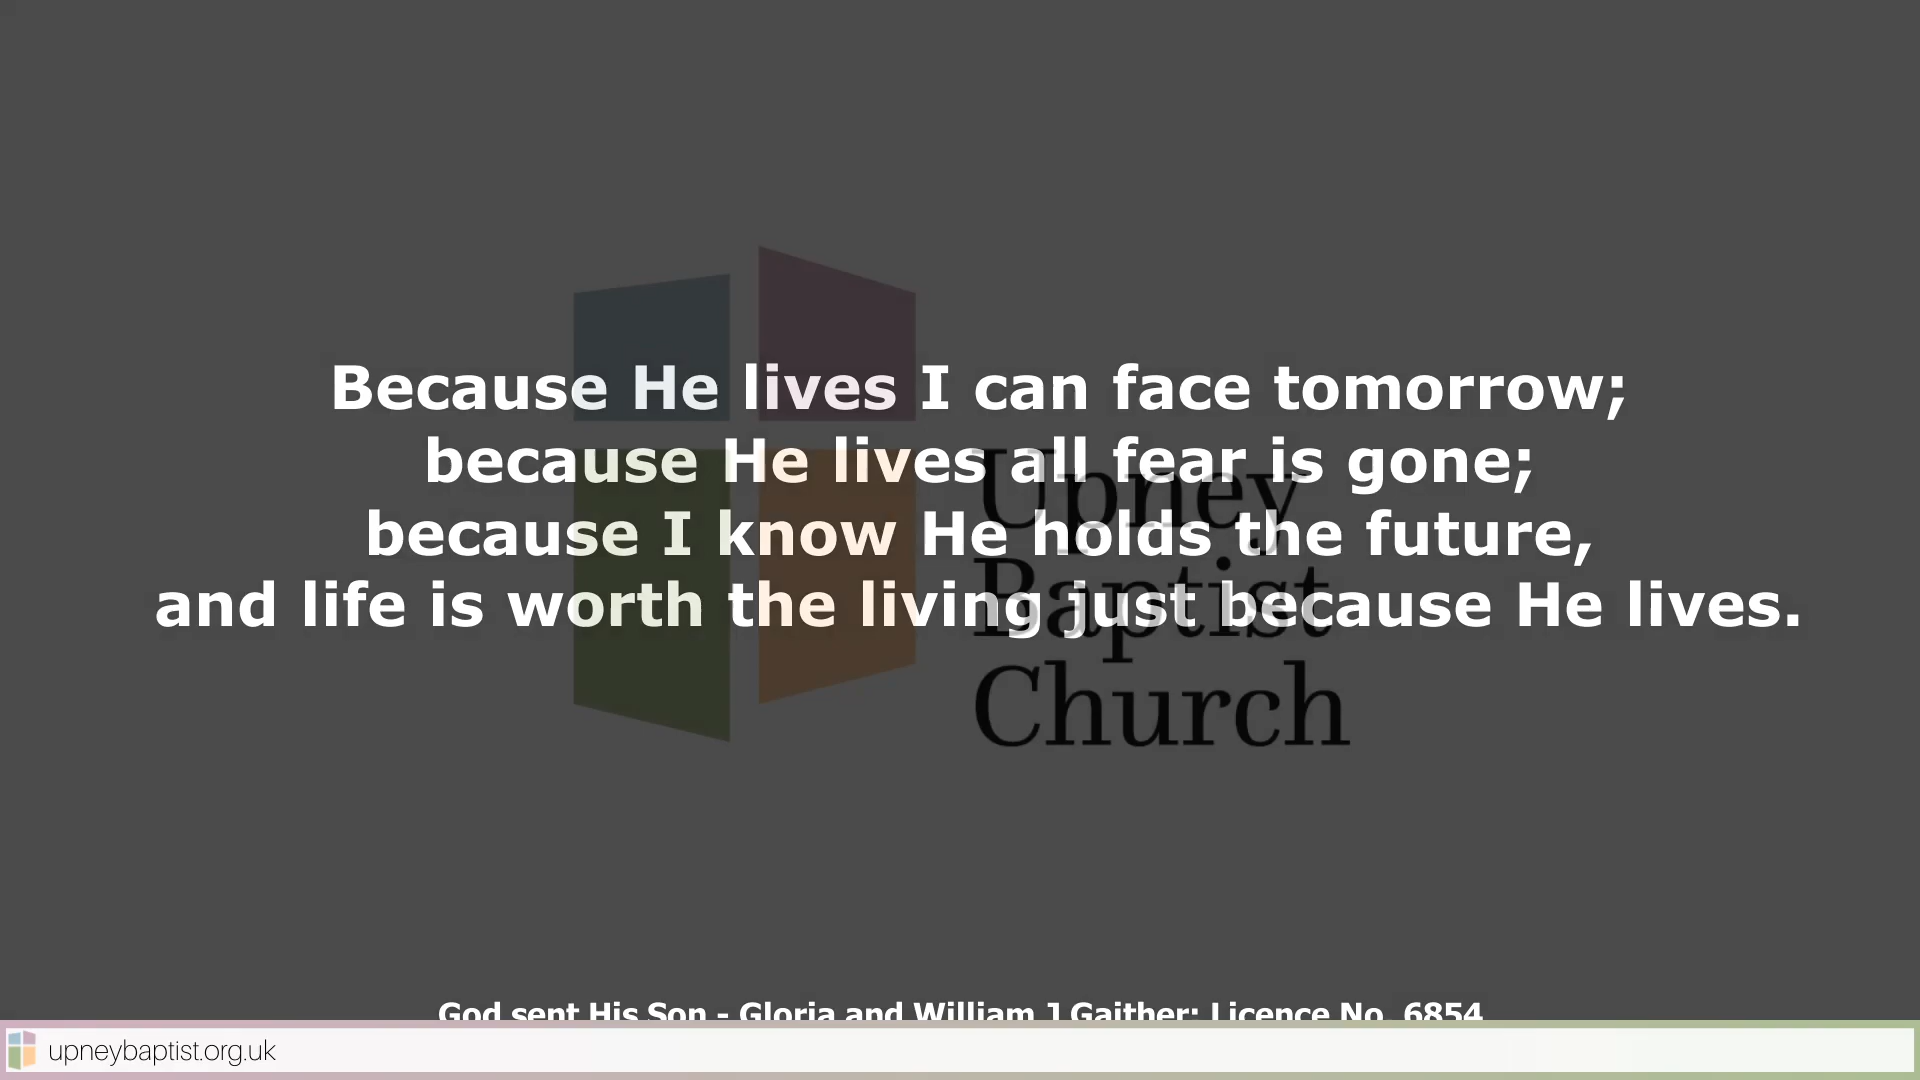 Because He lives I can face tomorrow;
because He lives all fear is gone;
because I know He holds the future,
and life is worth the living just because He lives.
Upney
Baptist
Church
God sent His Son - Gloria and William J Gaither; Licence No. 6854
upneybaptist.org.uk